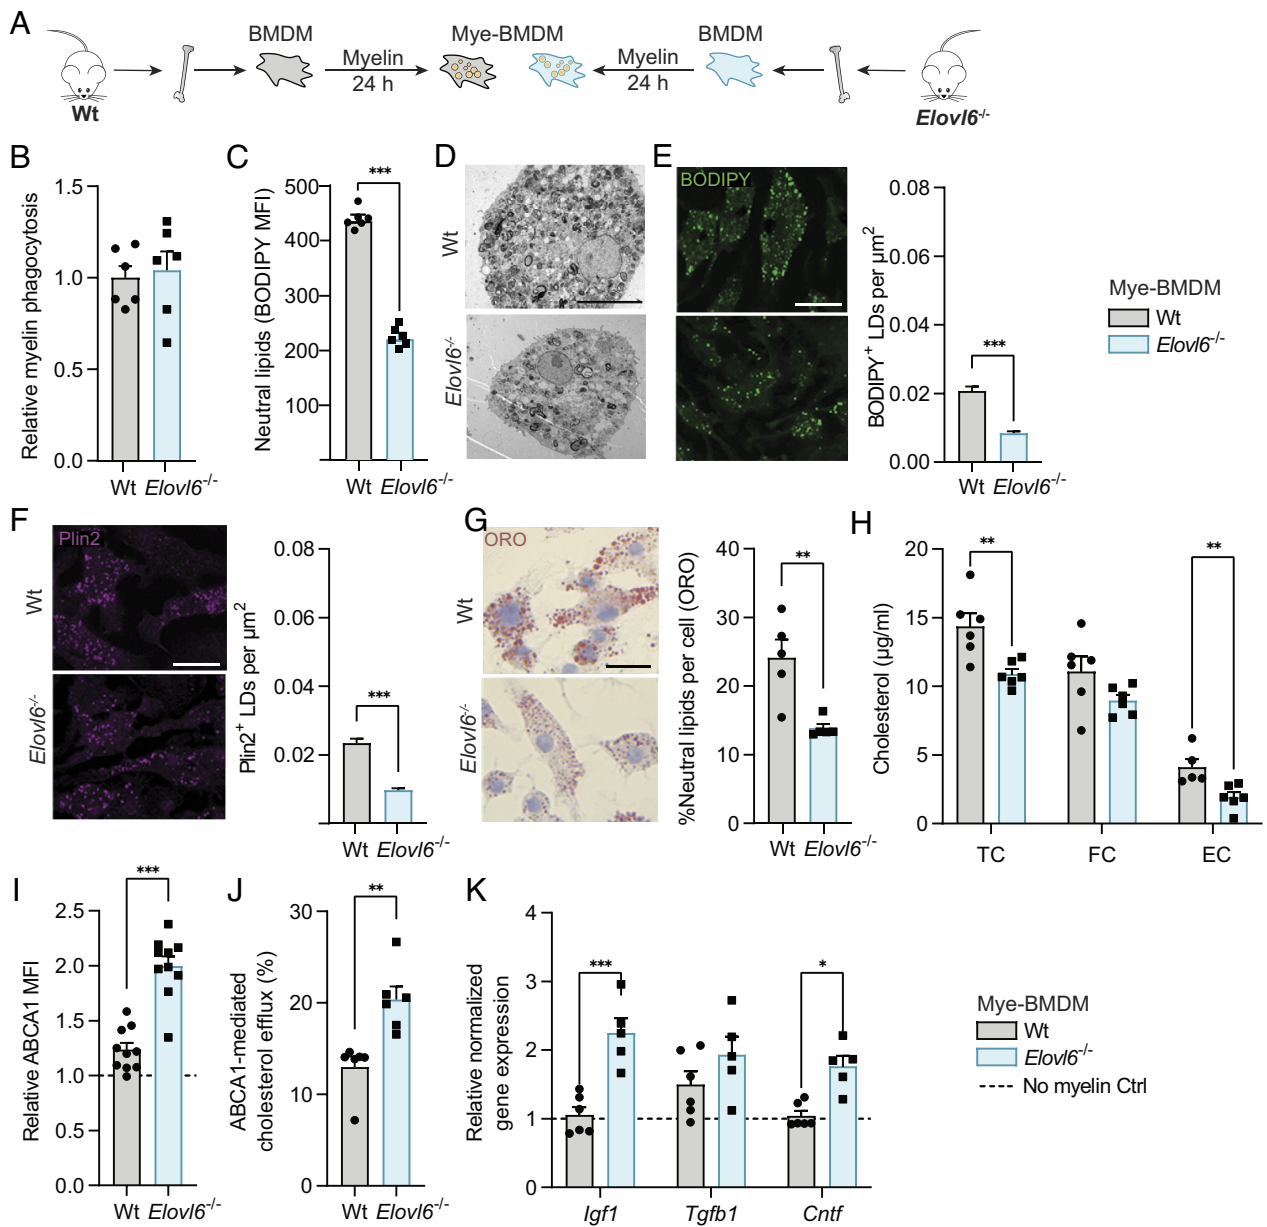 A
BMDM
Mye-BMDM
BMDM
Myelin
24 h
Myelin
24 h
Wt
Elovl6-/-
B
Relative myelin phagocytosis
1.5
1.0
0.5
0.0
Wt Elovl6-/-
C
Neutral lipids (BODIPY MFI)
500
400
300
200
100
***
Wt Elovl6-/-
D
Wt
Elovl6-/-
E
BODIPY
BODIPY+ LDs per µm2
0.08
0.06
0.04
0.02
0.00
***
Wt Elovl6-/-
Mye-BMDM
Wt
Elovl6-/-
F
Plin2
Wt
Elovl6-/-
Plin2+ LDs per µm2
0.08
0.06
0.04
0.02
***
Wt Elovl6-/-
G
ORO
Wt
Elovl6-/-
%Neutral lipids per cell (ORO)
40
30
20
10
0
**
Wt Elovl6-/-
H
Cholesterol (µg/ml)
20
15
10
5
0
**
**
TC FC EC
I
Relative ABCA1 MFI
2.5
2.0
1.5
1.0
0.5
0.0
***
Wt Elovl6-/-
J
ABCA1-mediated
cholesterol efflux (%)
30
20
10
0
**
Wt Elovl6-/-
K
Relative normalized
gene expression
4
3
2
1
0
***
*
Igf1 Tgfb1 Cntf
Mye-BMDM
Wt
Elovl6-/-
No myelin Ctrl